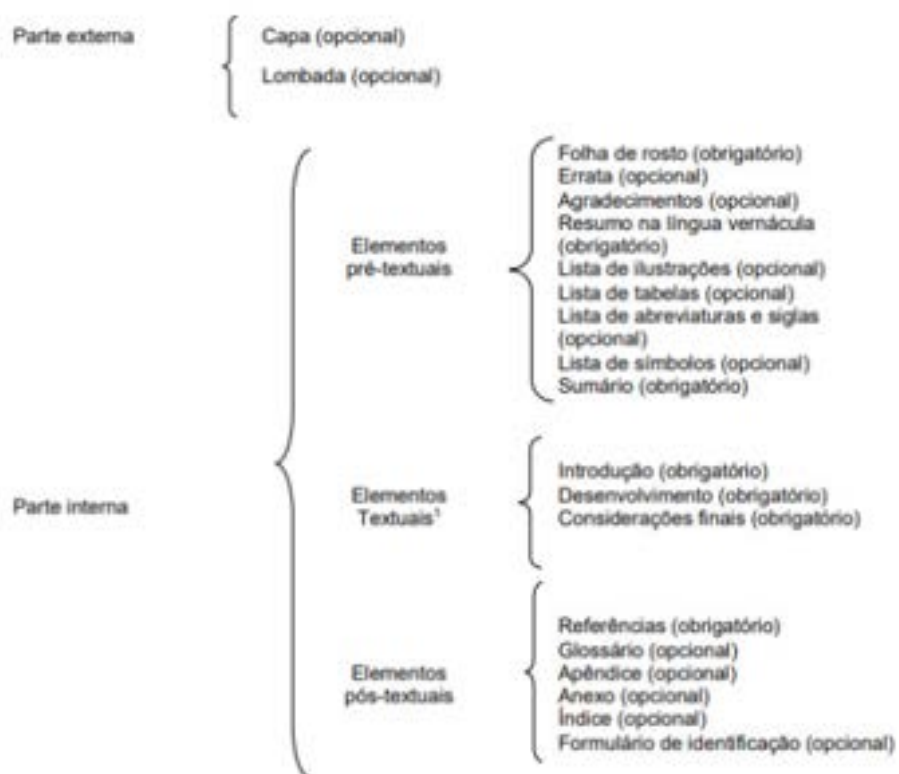 Parte externa
Capa (opcional)
Lombada (opcional)
Parte interna
Elementos
pré-textuais
Folha de rosto (obrigatório)
Errata (opcional)
Agradecimentos (opcional)
Resumo na língua vernácula
(obrigatório)
Lista de ilustrações (opcional)
Lista de tabelas (opcional)
Lista de abreviaturas e siglas
(opcional)
Lista de símbolos (opcional)
Sumário (obrigatório)
Elementos
Textuais¹
Introdução (obrigatório)
Desenvolvimento (obrigatório)
Considerações finais (obrigatório)
Elementos
pós-textuais
Referências (obrigatório)
Glossário (opcional)
Apêndice (opcional)
Anexo (opcional)
Índice (opcional)
Formulário de identificação (opcional)